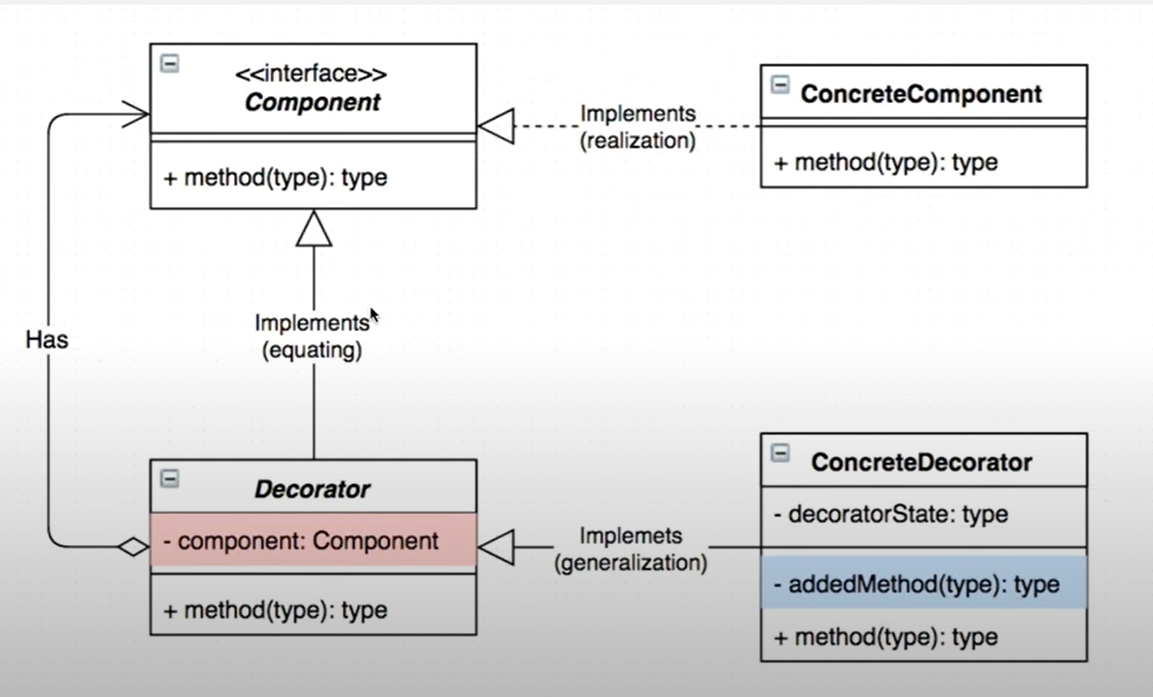 <<interface>>
Component
+ method(type): type
Implements
(realization)
ConcreteComponent
+ method(type): type
Has
Implements
(equating)
Decorator
- component: Component
+ method(type): type
Implemets
(generalization)
ConcreteDecorator
- decoratorState: type
- addedMethod(type): type
+ method(type): type